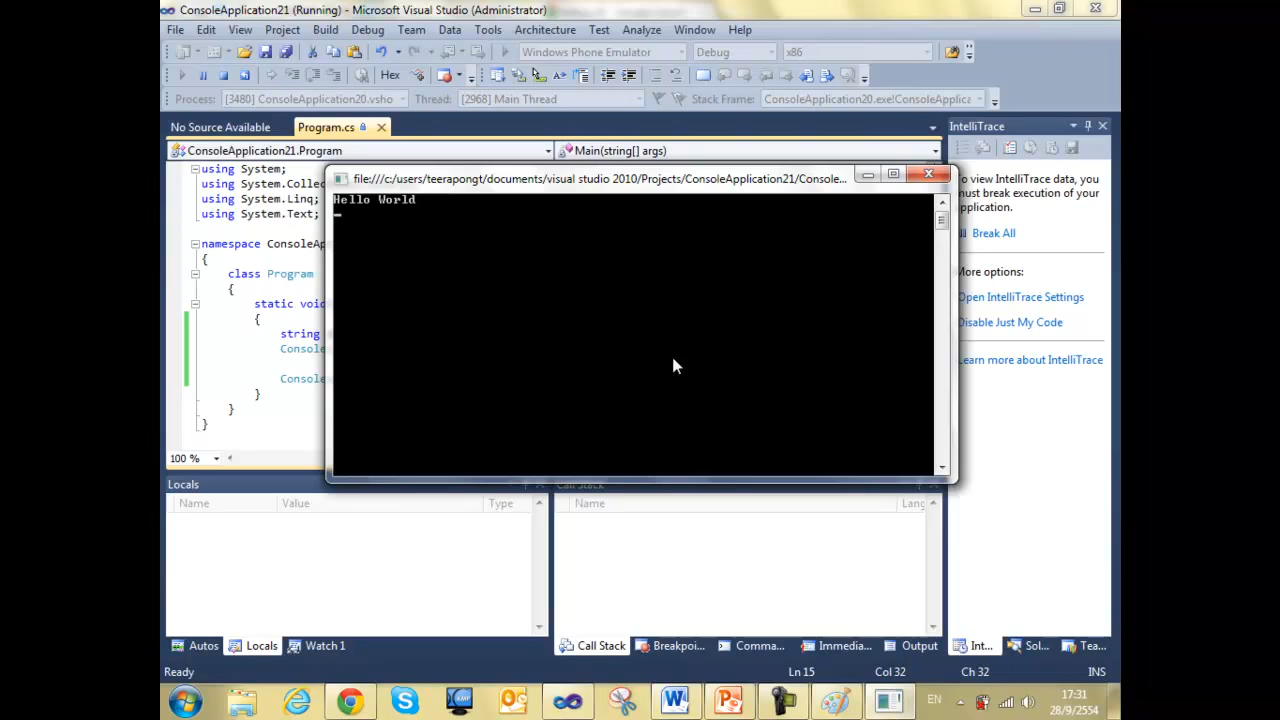 ConsoleApplication21 (Running) - Microsoft Visual Studio (Administrator)
File Edit View Project Build Debug Team Data Tools Architecture Test Analyze Window Help
Windows Phone Emulator Debug x86
Hex
Process: [3480] ConsoleApplication20.vsho Thread: [2968] Main Thread Stack Frame: ConsoleApplication20.exe!ConsoleApplica
No Source Available Program.cs IntelliTrace
ConsoleApplication21.Program Main(string[] args)
using System;
using System.Collec
using System.Linq;
using System.Text;
namespace ConsoleAp
{
class Program
{
static void
{
string
Console
Console
}
}
}
100 %
file:///c:/users/teerapongt/documents/visual studio 2010/Projects/ConsoleApplication21/Console...
Hello World
To view IntelliTrace data, you
must break execution of your
application.
Break All
More options:
Open IntelliTrace Settings
Disable Just My Code
Learn more about IntelliTrace
Locals Call Stack
Name Value Type Name Lang
Autos Locals Watch 1 Call Stack Breakpoi... Comma... Immedia... Output Int... Sol... Tea...
Ready Ln 15 Col 32 Ch 32 INS
EN 17:31
28/9/2554